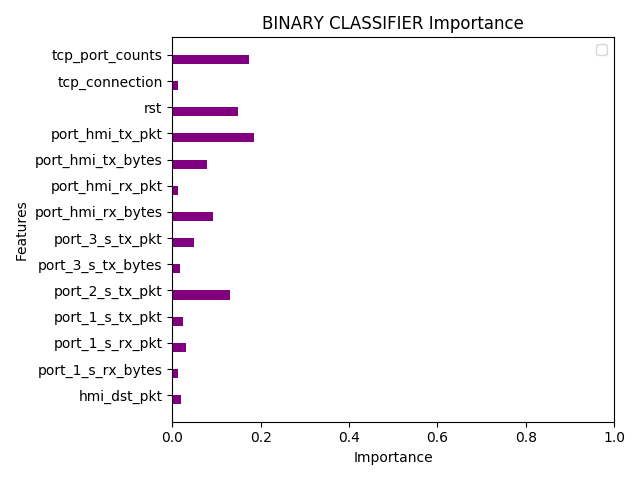 BINARY CLASSIFIER Importance
tcp_port_counts
tcp_connection
rst
port_hmi_tx_pkt
port_hmi_tx_bytes
port_hmi_rx_pkt
port_hmi_rx_bytes
port_3_s_tx_pkt
port_3_s_tx_bytes
port_2_s_tx_pkt
port_1_s_tx_pkt
port_1_s_rx_pkt
port_1_s_rx_bytes
hmi_dst_pkt
Features
0.0 0.2 0.4 0.6 0.8 1.0
Importance